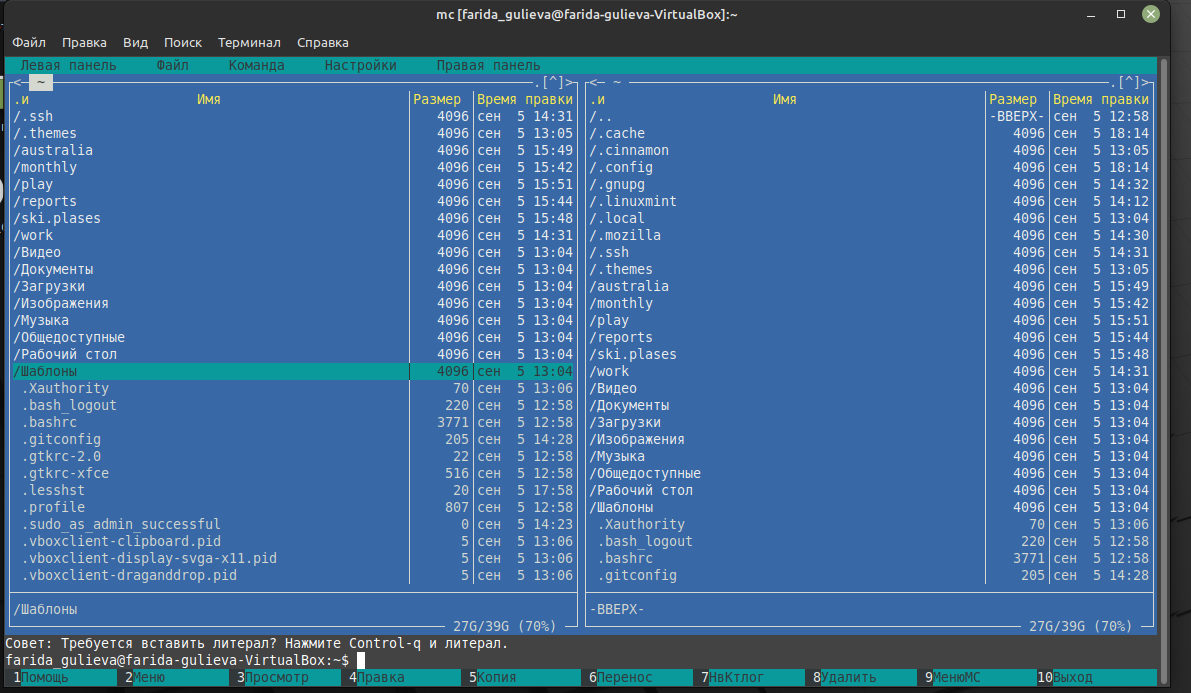 mc [farida_gulieva@farida-gulieva-VirtualBox]:~
Файл Правка Вид Поиск Терминал Справка
Левая панель Файл Команда Настройки Правая панель
<─ ~ .[^]> <─ ~ .[^]>
.и Имя Размер Время правки .и Имя Размер Время правки
/.ssh 4096 сен 5 14:31 /.. -ВВЕРХ- сен 5 12:58
/.themes 4096 сен 5 13:05 /.cache 4096 сен 5 18:14
/australia 4096 сен 5 15:49 /.cinnamon 4096 сен 5 13:05
/monthly 4096 сен 5 15:42 /.config 4096 сен 5 18:14
/play 4096 сен 5 15:51 /.gnupg 4096 сен 5 14:32
/reports 4096 сен 5 15:44 /.linuxmint 4096 сен 5 14:12
/ski.plases 4096 сен 5 15:48 /.local 4096 сен 5 13:04
/work 4096 сен 5 14:31 /.mozilla 4096 сен 5 14:30
/Видео 4096 сен 5 13:04 /.ssh 4096 сен 5 14:31
/Документы 4096 сен 5 13:04 /.themes 4096 сен 5 13:05
/Загрузки 4096 сен 5 13:04 /australia 4096 сен 5 15:49
/Изображения 4096 сен 5 13:04 /monthly 4096 сен 5 15:42
/Музыка 4096 сен 5 13:04 /play 4096 сен 5 15:51
/Общедоступные 4096 сен 5 13:04 /reports 4096 сен 5 15:44
/Рабочий стол 4096 сен 5 13:04 /ski.plases 4096 сен 5 15:48
/Шаблоны 4096 сен 5 13:04 /work 4096 сен 5 14:31
.Xauthority 70 сен 5 13:06 /Видео 4096 сен 5 13:04
.bash_logout 220 сен 5 12:58 /Документы 4096 сен 5 13:04
.bashrc 3771 сен 5 12:58 /Загрузки 4096 сен 5 13:04
.gitconfig 205 сен 5 14:28 /Изображения 4096 сен 5 13:04
.gtkrc-2.0 22 сен 5 12:58 /Музыка 4096 сен 5 13:04
.gtkrc-xfce 516 сен 5 12:58 /Общедоступные 4096 сен 5 13:04
.lesshst 20 сен 5 17:58 /Рабочий стол 4096 сен 5 13:04
.profile 807 сен 5 12:58 /Шаблоны 4096 сен 5 13:04
.sudo_as_admin_successful 0 сен 5 14:23 .Xauthority 70 сен 5 13:06
.vboxclient-clipboard.pid 5 сен 5 13:06 .bash_logout 220 сен 5 12:58
.vboxclient-display-svga-x11.pid 5 сен 5 13:06 .bashrc 3771 сен 5 12:58
.vboxclient-draganddrop.pid 5 сен 5 13:06 .gitconfig 205 сен 5 14:28
/Шаблоны -ВВЕРХ-
27G/39G (70%) 27G/39G (70%)
Совет: Требуется вставить литерал? Нажмите Control-q и литерал.
farida_gulieva@farida-gulieva-VirtualBox:~$
1Помощь 2Меню 3Просмотр 4Правка 5Копия 6Перенос 7НвКтлог 8Удалить 9МенюМС 10Выход